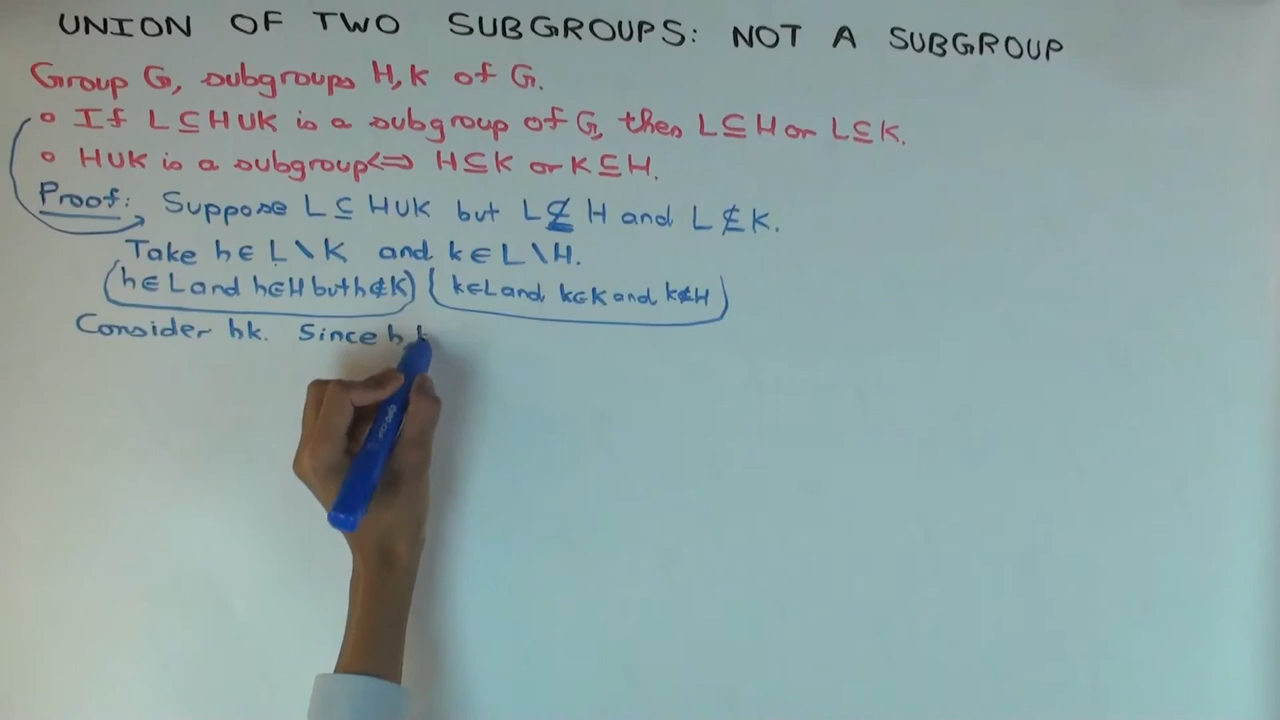 UNION OF TWO SUBGROUPS: NOT A SUBGROUP
Group G, subgroups H, K of G.
• If L ⊆ H ∪ K is a subgroup of G, then L ⊆ H or L ⊆ K.
• H∪K is a subgroup ⇔ H ⊆ K or K ⊆ H.
Proof: Suppose L ⊆ H∪K but L ⊈ H and L ⊈ K.
Take h ∈ L \ K and k ∈ L \ H.
(h ∈ L and h ∈ H but h ∉ K) (k ∈ L and k ∈ K and k ∉ H)
Consider hk. Since h,